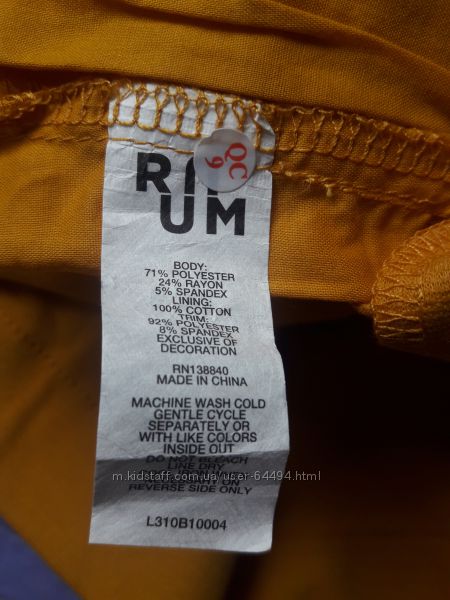 QC
9
R
UM
BODY:
71% POLYESTER
24% RAYON
5% SPANDEX
LINING:
100% COTTON
TRIM:
92% POLYESTER
8% SPANDEX
EXCLUSIVE OF
DECORATION
RN138840
MADE IN CHINA
MACHINE WASH COLD
GENTLE CYCLE
SEPARATELY OR
WITH LIKE COLORS
INSIDE OUT
DO NOT BLEACH
LINE DRY
m.kidstaff.com.ua/user-64494.html
REVERSE SIDE ONLY
L310B10004